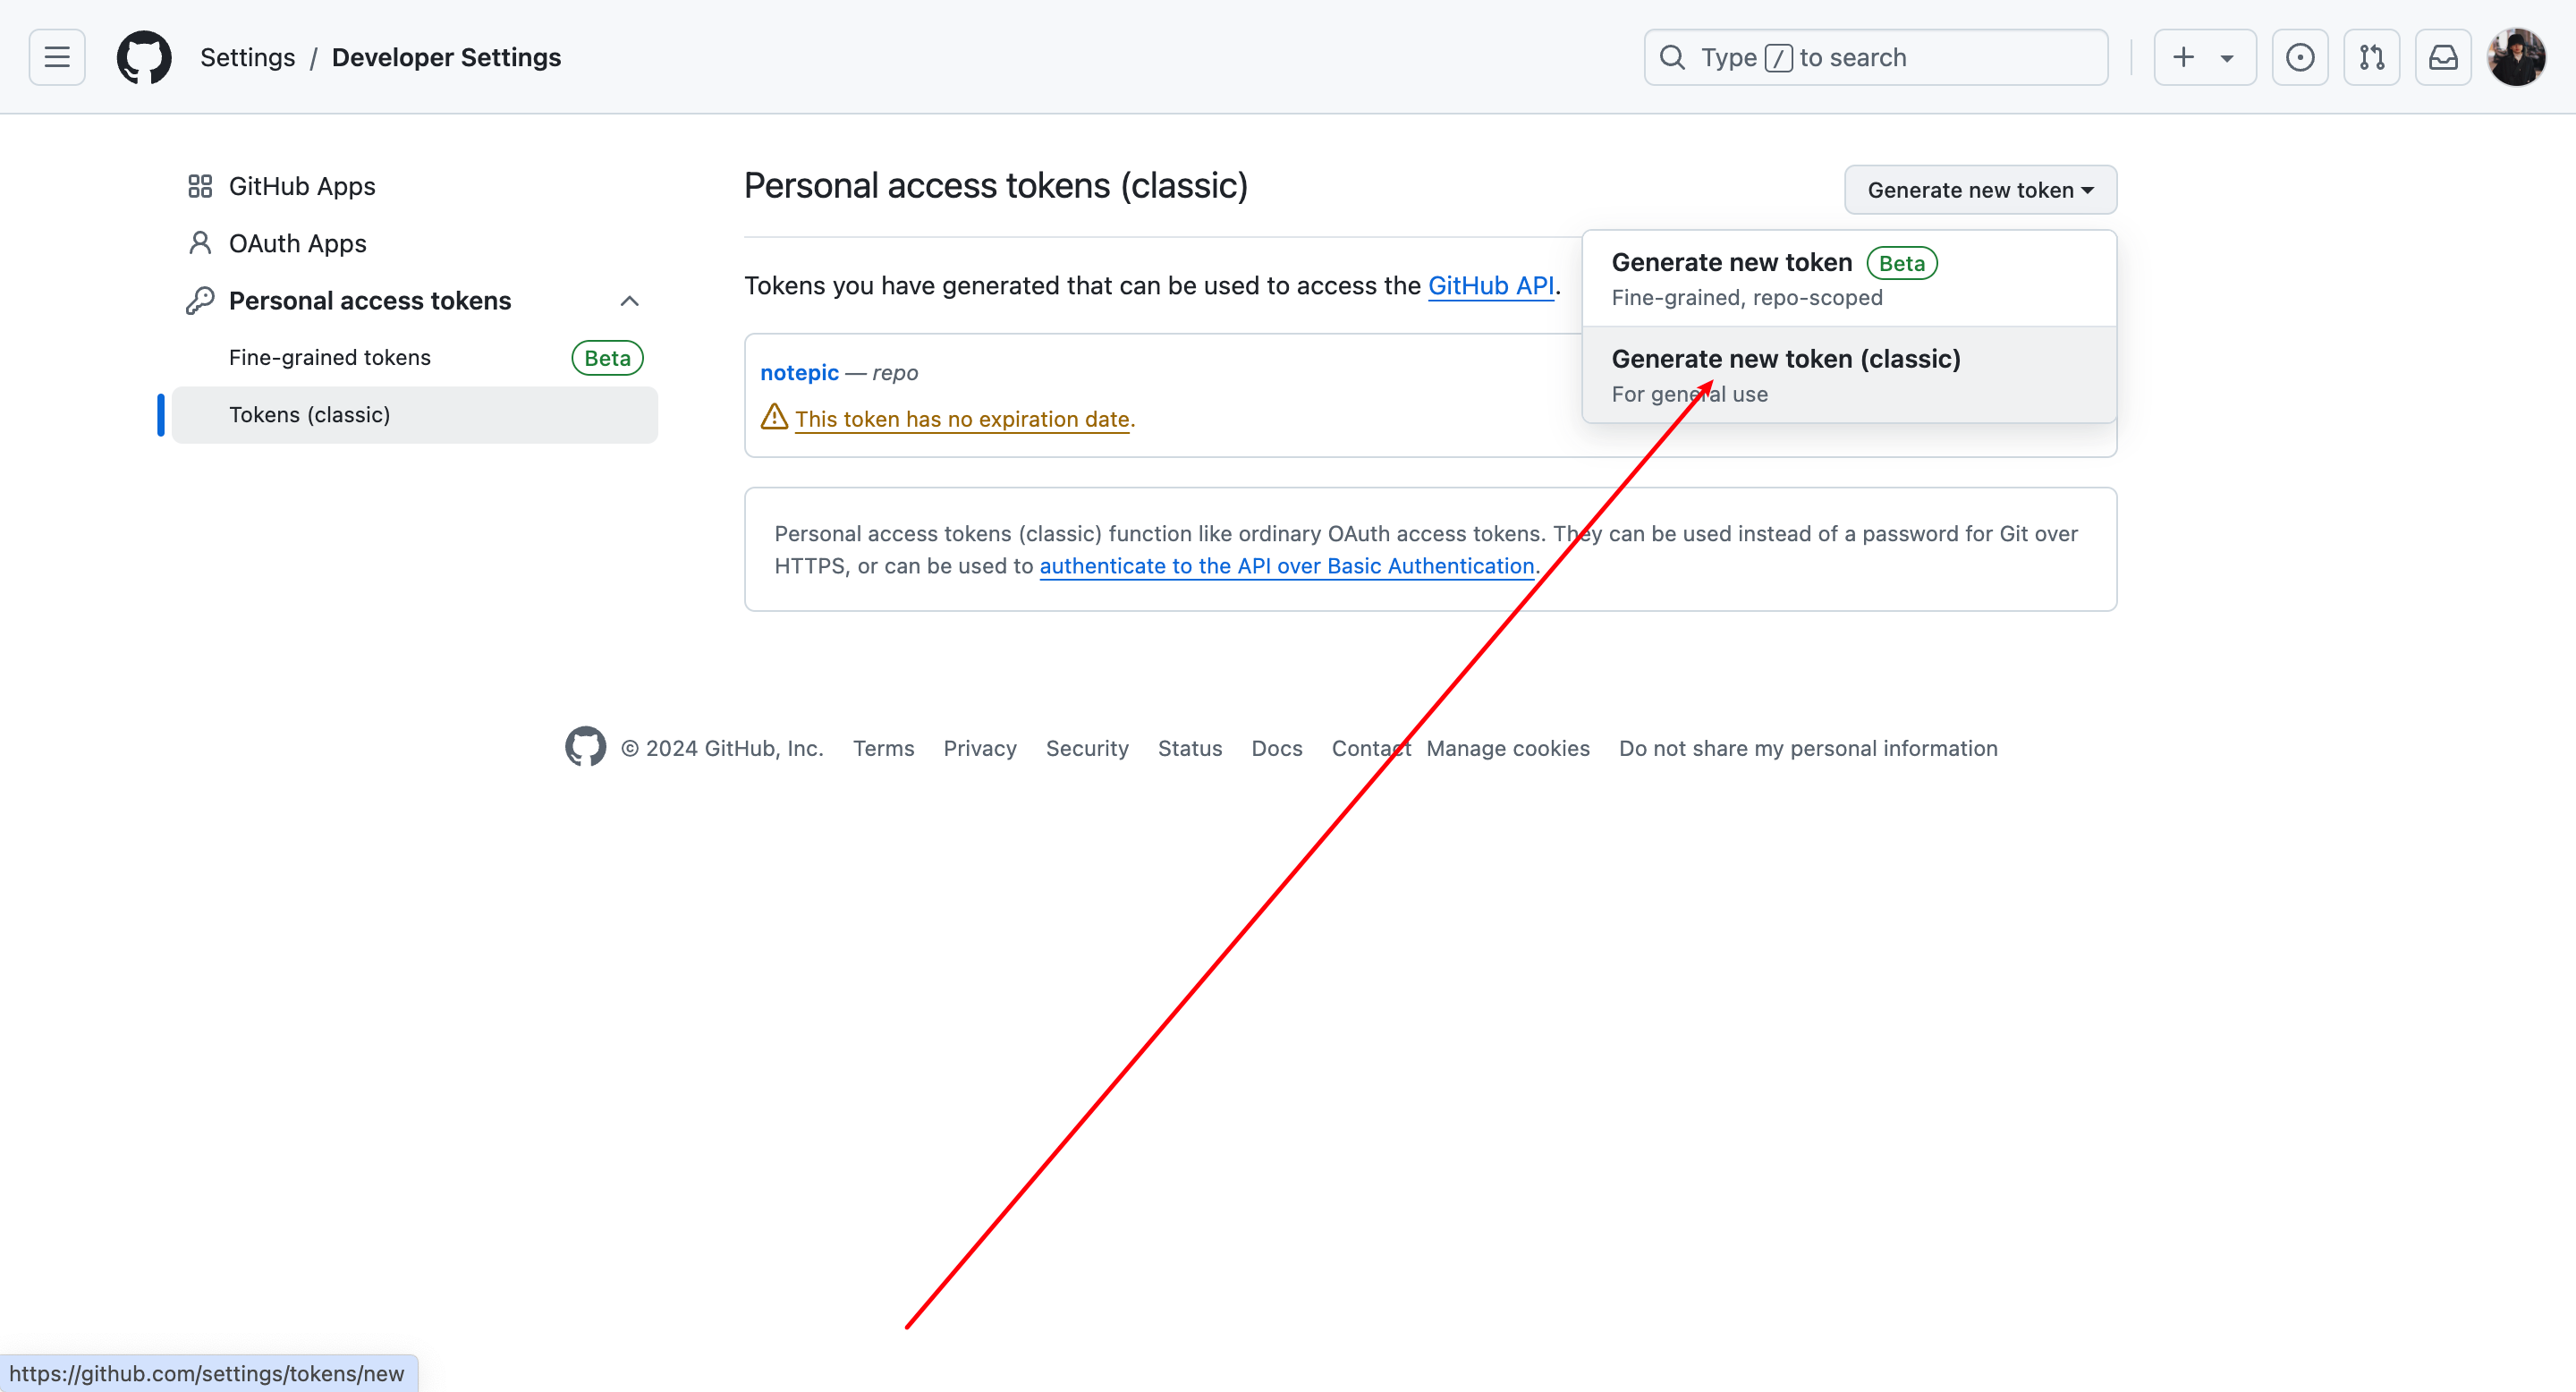 Settings / Developer Settings
Type / to search
GitHub Apps
OAuth Apps
Personal access tokens
Fine-grained tokens Beta
Tokens (classic)
Personal access tokens (classic)
Generate new token
Generate new token Beta
Fine-grained, repo-scoped
Generate new token (classic)
For general use
Tokens you have generated that can be used to access the GitHub API.
notepic — repo
This token has no expiration date.
Personal access tokens (classic) function like ordinary OAuth access tokens. They can be used instead of a password for Git over
HTTPS, or can be used to authenticate to the API over Basic Authentication.
© 2024 GitHub, Inc. Terms Privacy Security Status Docs Contact Manage cookies Do not share my personal information
https://github.com/settings/tokens/new